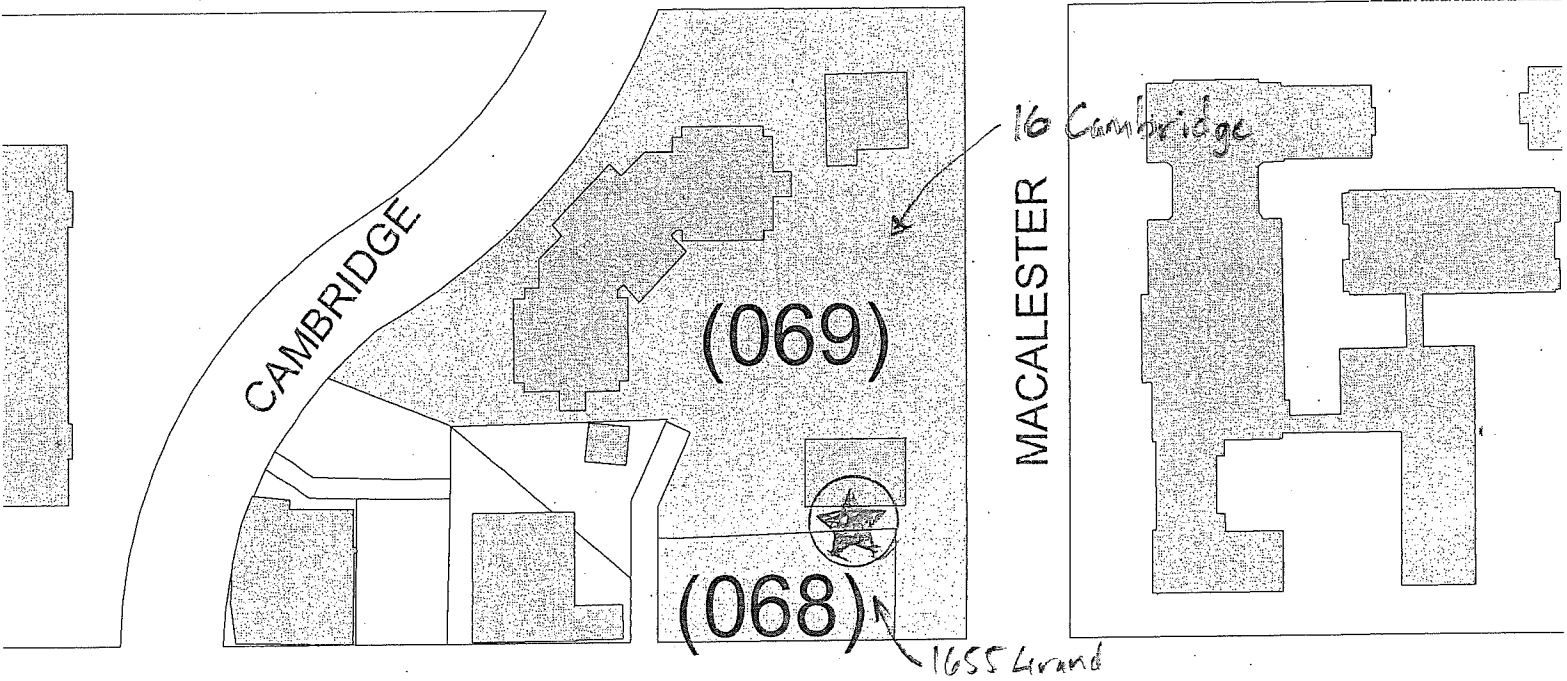 16 Cambridge
CAMBRIDGE
MACALESTER
(069)
(068)
1655 Grand